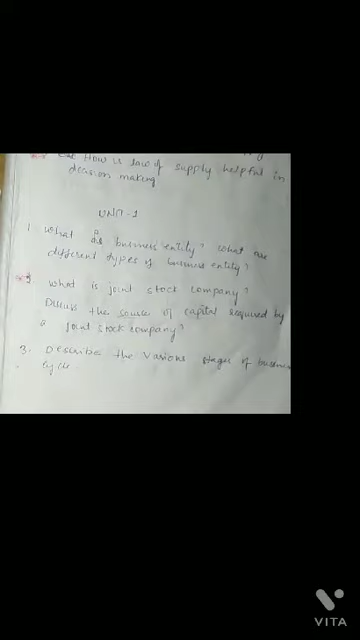 How is law of supply helpful in
decision making
UNIT-1
1. What is business entity? What are
different types of business entity?
2. What is joint stock company?
Discuss the source of capital required by
a joint stock company?
3. Describe the various stages of business
cycle.
VITA